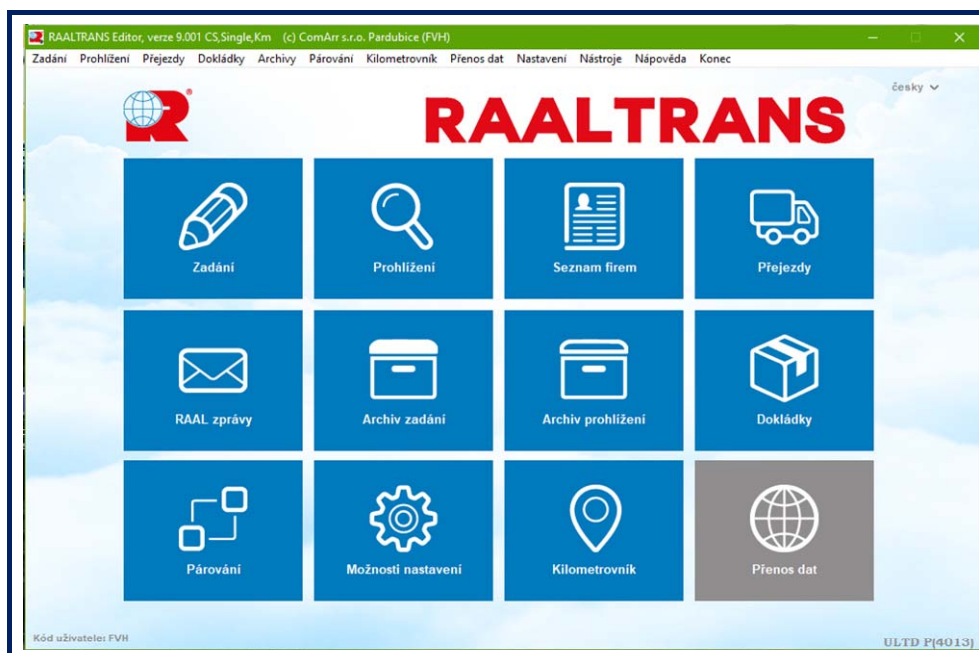 RAALTRANS Editor, verze 9.001 CS,Single,Km (c) ComArr s.r.o. Pardubice (FVH)
Zadání Prohlížení Přejezdy Dokládky Archivy Párování Kilometrovník Přenos dat Nastavení Nástroje Nápověda Konec
česky
R
RAALTRANS
Zadání Prohlížení Seznam firem Přejezdy
RAAL zprávy Archiv zadání Archiv prohlížení Dokládky
Párování Možnosti nastavení Kilometrovník Přenos dat
Kód uživatele: FVH
ULTD P(4013)